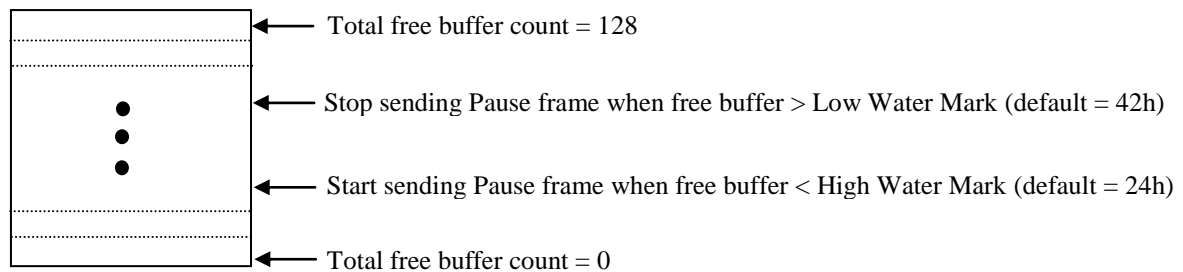 Total free buffer count = 128
Stop sending Pause frame when free buffer > Low Water Mark (default = 42h)
Start sending Pause frame when free buffer < High Water Mark (default = 24h)
Total free buffer count = 0